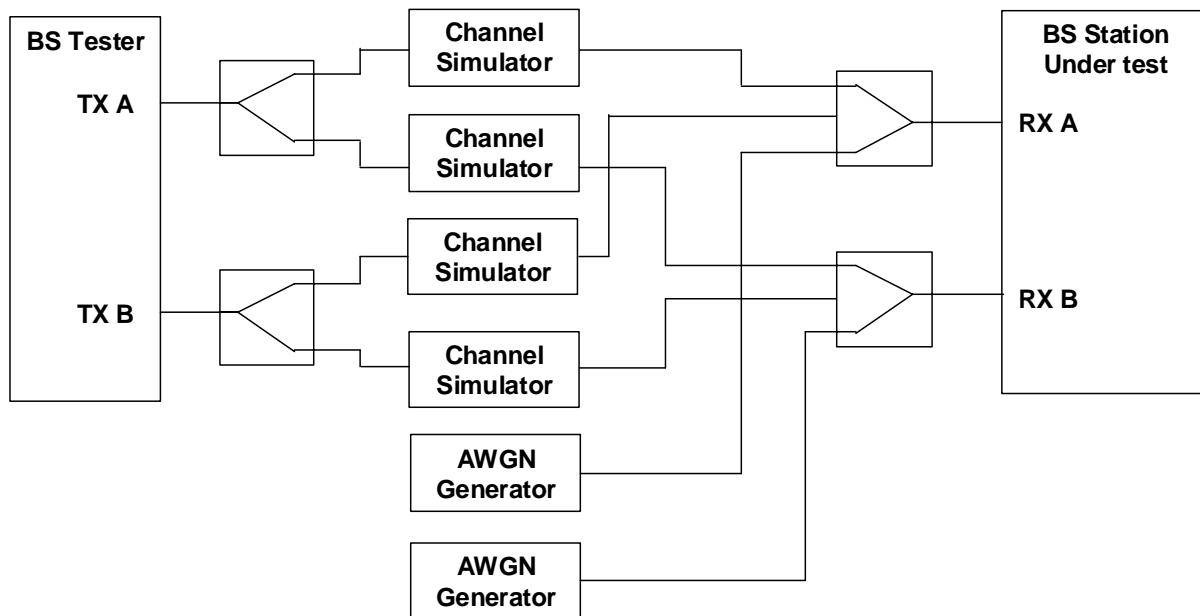 BS Tester
TX A
TX B
Channel
Simulator
Channel
Simulator
Channel
Simulator
Channel
Simulator
AWGN
Generator
AWGN
Generator
BS Station
Under test
RX A
RX B